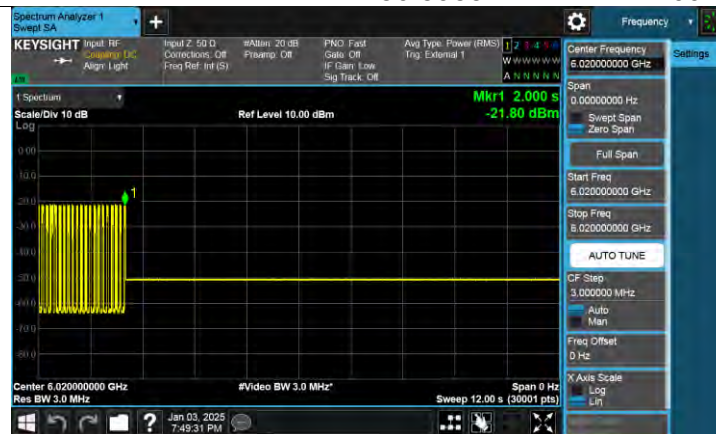 Spectrum Analyzer 1
Swept SA
+
Frequency
KEYSIGHT
Input: RF
Coupling: DC
Align: Light
Input Z: 50 Ω
Corrections: Off
Freq Ref: Int (S)
#Atten: 20 dB
Preamp: Off
PNO: Fast
Gate: Off
IF Gain: Low
Sig Track: Off
Avg Type: Power (RMS)
Trig: External 1
1 2 3 4 5 6
W W W W W W
A N N N N N
1 Spectrum
Scale/Div 10 dB
Ref Level 10.00 dBm
Mkr1 2.000 s
-21.80 dBm
Log
0.00
-10.0
-20.0
-30.0
-40.0
-50.0
-60.0
-70.0
-80.0
1
Center 6.020000000 GHz
Res BW 3.0 MHz
#Video BW 3.0 MHz*
Span 0 Hz
Sweep 12.00 s (30001 pts)
Center Frequency
6.020000000 GHz
Settings
Span
0.00000000 Hz
Swept Span
Zero Span
Full Span
Start Freq
6.020000000 GHz
Stop Freq
6.020000000 GHz
AUTO TUNE
CF Step
3.000000 MHz
Auto
Man
Freq Offset
0 Hz
X Axis Scale
Log
Lin
?
Jan 03, 2025
7:49:31 PM